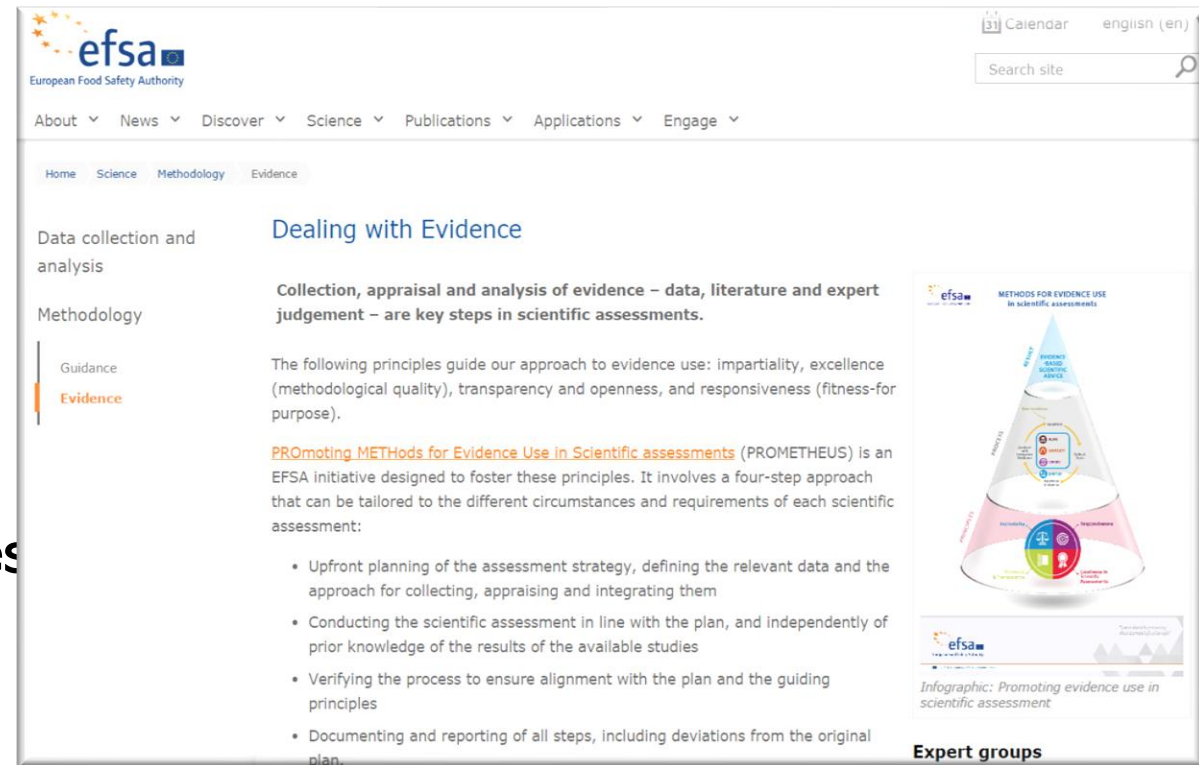 efsa
European Food Safety Authority
31 Calendar english (en)
Search site
About News Discover Science Publications Applications Engage
Home Science Methodology Evidence
Data collection and
analysis
Methodology
Guidance
Evidence
Dealing with Evidence
Collection, appraisal and analysis of evidence – data, literature and expert
judgement – are key steps in scientific assessments.
The following principles guide our approach to evidence use: impartiality, excellence
(methodological quality), transparency and openness, and responsiveness (fitness-for
purpose).
PROmoting METHods for Evidence Use in Scientific assessments (PROMETHEUS) is an
EFSA initiative designed to foster these principles. It involves a four-step approach
that can be tailored to the different circumstances and requirements of each scientific
assessment:
• Upfront planning of the assessment strategy, defining the relevant data and the
approach for collecting, appraising and integrating them
• Conducting the scientific assessment in line with the plan, and independently of
prior knowledge of the results of the available studies
• Verifying the process to ensure alignment with the plan and the guiding
principles
• Documenting and reporting of all steps, including deviations from the original
plan.
es
efsa
METHODS FOR EVIDENCE USE
in scientific assessments
RESULT
EVIDENCE-
BASED
SCIENTIFIC
ADVICE
PROCESS
PRINCIPLES
efsa
Infographic: Promoting evidence use in
scientific assessment
Expert groups